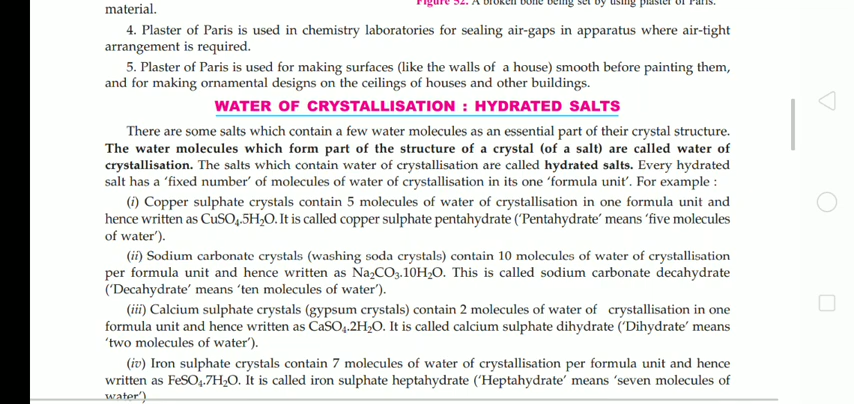 Figure 52. A broken bone being set by using plaster of Paris.
material.
4. Plaster of Paris is used in chemistry laboratories for sealing air-gaps in apparatus where air-tight
arrangement is required.
5. Plaster of Paris is used for making surfaces (like the walls of a house) smooth before painting them,
and for making ornamental designs on the ceilings of houses and other buildings.
WATER OF CRYSTALLISATION : HYDRATED SALTS
There are some salts which contain a few water molecules as an essential part of their crystal structure.
The water molecules which form part of the structure of a crystal (of a salt) are called water of
crystallisation. The salts which contain water of crystallisation are called hydrated salts. Every hydrated
salt has a ‘fixed number’ of molecules of water of crystallisation in its one ‘formula unit’. For example :
(i) Copper sulphate crystals contain 5 molecules of water of crystallisation in one formula unit and
hence written as CuSO₄.5H₂O. It is called copper sulphate pentahydrate (‘Pentahydrate’ means ‘five molecules
of water’).
(ii) Sodium carbonate crystals (washing soda crystals) contain 10 molecules of water of crystallisation
per formula unit and hence written as Na₂CO₃.10H₂O. This is called sodium carbonate decahydrate
(‘Decahydrate’ means ‘ten molecules of water’).
(iii) Calcium sulphate crystals (gypsum crystals) contain 2 molecules of water of crystallisation in one
formula unit and hence written as CaSO₄.2H₂O. It is called calcium sulphate dihydrate (‘Dihydrate’ means
‘two molecules of water’).
(iv) Iron sulphate crystals contain 7 molecules of water of crystallisation per formula unit and hence
written as FeSO₄.7H₂O. It is called iron sulphate heptahydrate (‘Heptahydrate’ means ‘seven molecules of
water’)